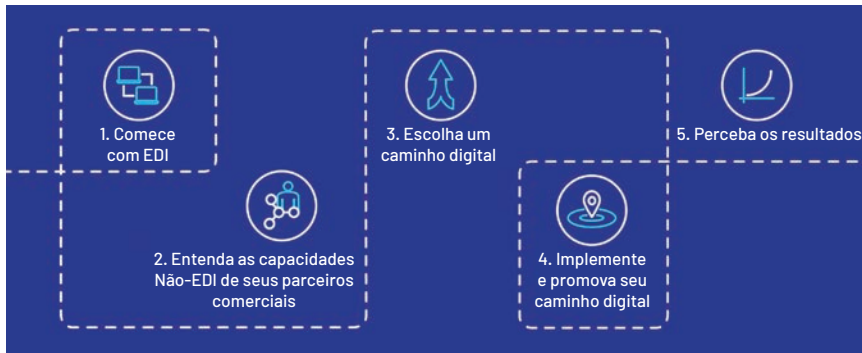 1. Comece
com EDI
2. Entenda as capacidades
Não-EDI de seus parceiros
comerciais
3. Escolha um
caminho digital
4. Implemente
e promova seu
caminho digital
5. Perceba os resultados